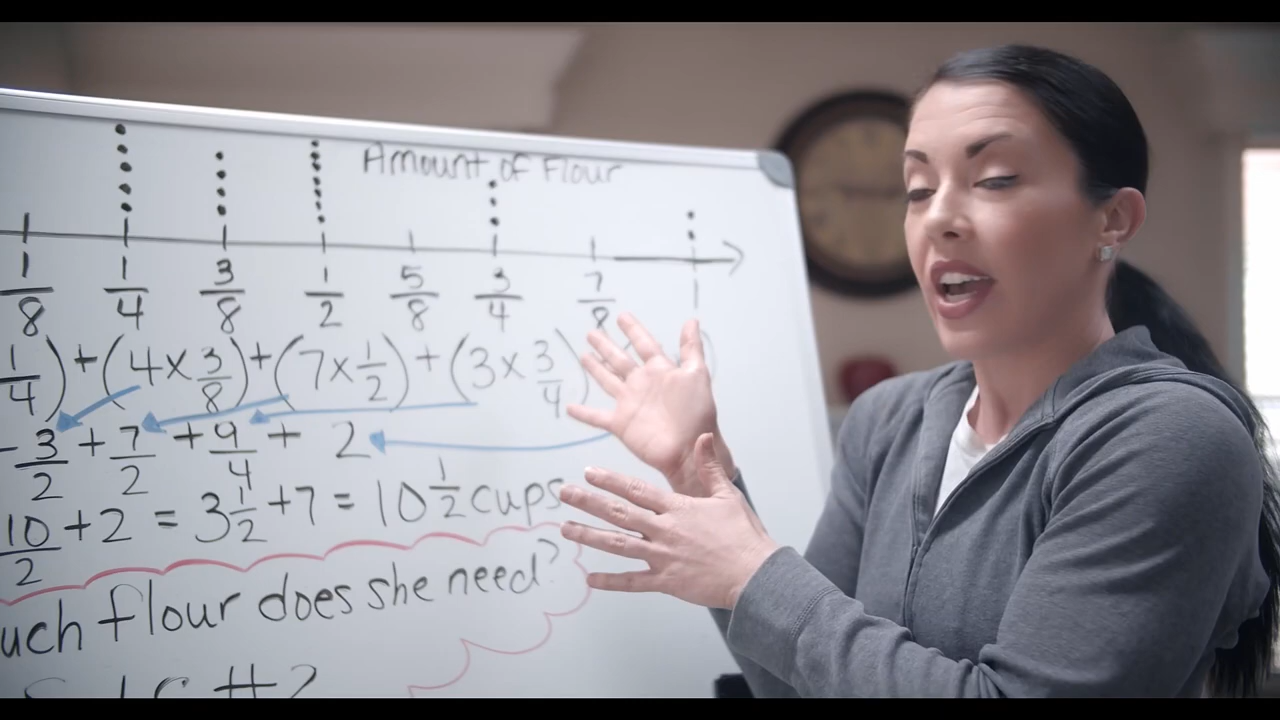 Amount of Flour
1/8 1/4 3/8 1/2 5/8 3/4 7/8
1/4) + (4 x 3/8) + (7 x 1/2) + (3 x 3/4)
- 3/2 + 7/2 + 9/4 + 2
10/2 + 2 = 3 1/2 + 7 = 10 1/2 cups
uch flour does she need?
#2